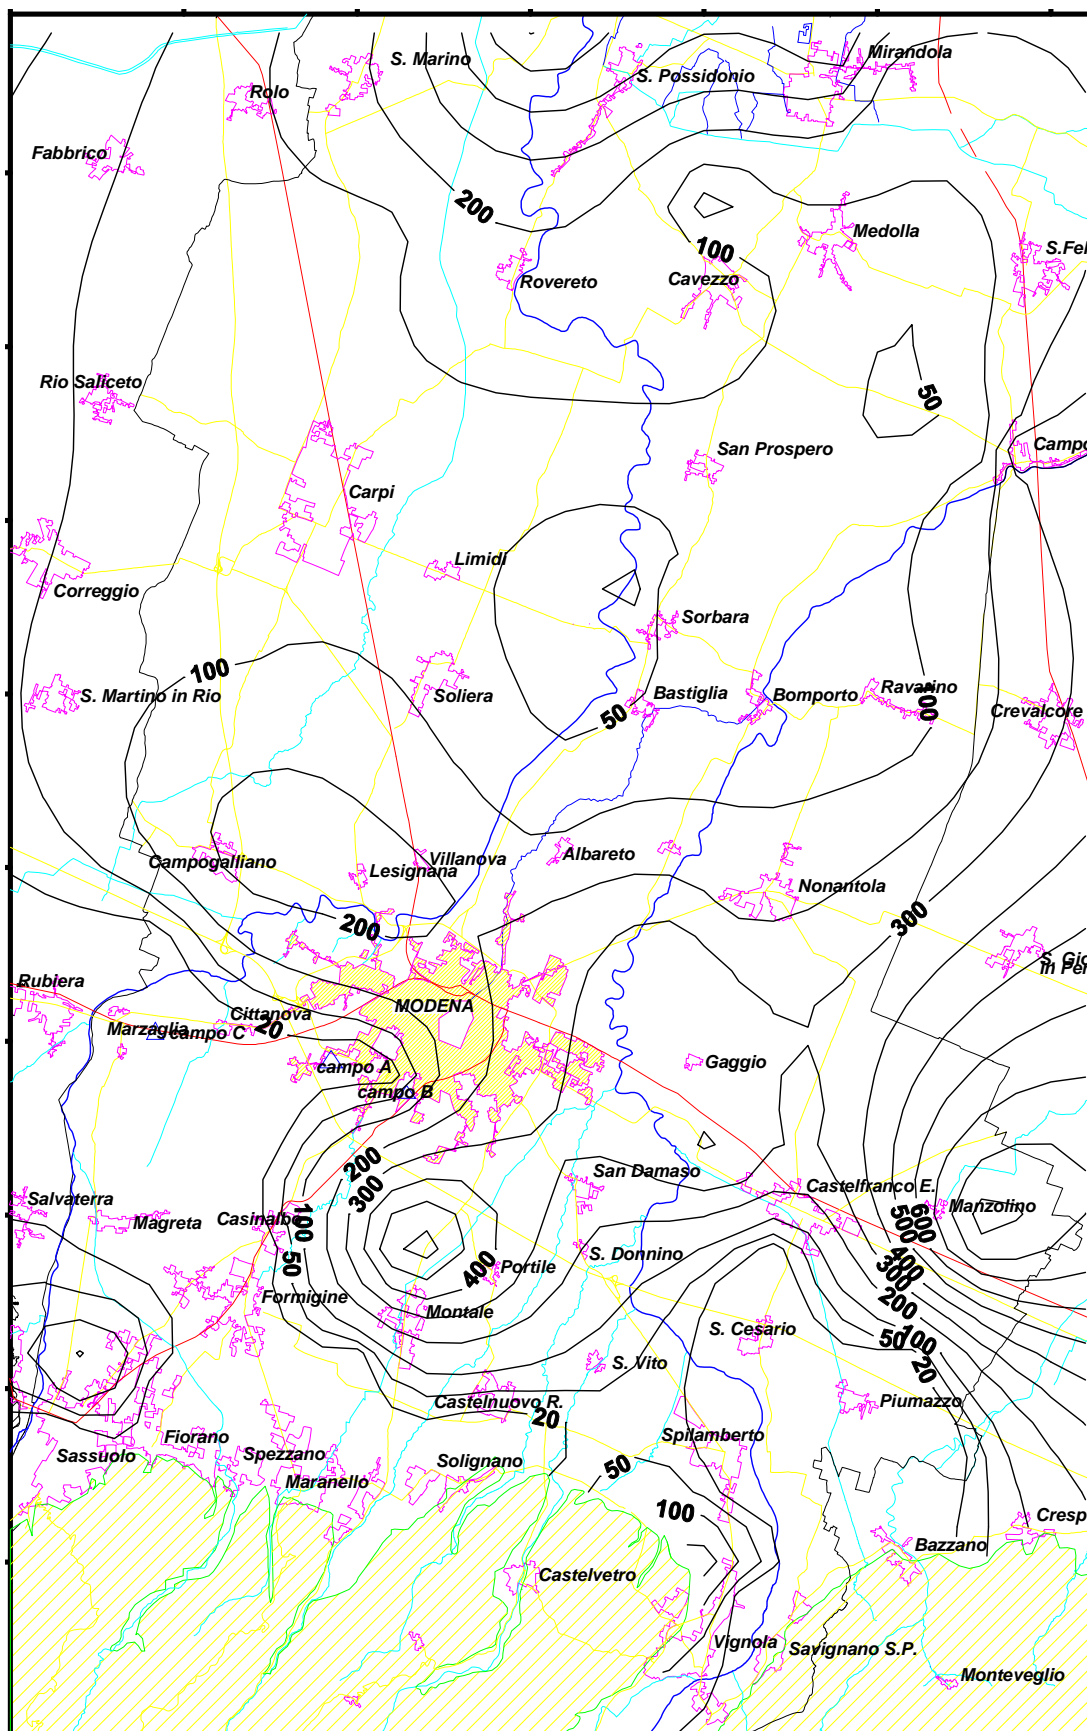 S. Marino
Mirandola
S. Possidonio
Rolo
Fabbrico
200
Medolla
100
S.Fel
Rovereto
Cavezzo
Rio Saliceto
50
San Prospero
Campo
Carpi
Limidi
Correggio
Sorbara
100
S. Martino in Rio
Soliera
Bastiglia
Bomporto
Ravarino
100
Crevalcore
50
Campogalliano
Villanova
Albareto
Lesignana
Nonantola
200
300
S. Gio
in Per
Rubiera
MODENA
Cittanova
20
Marzaglia
campo C
campo A
Gaggio
campo B
200
San Damaso
300
Castelfranco E.
Salvaterra
Magreta
Casinalbo
100
Manzolino
600
500
50
400
S. Donnino
Portile
400
300
Formigine
Montale
200
S. Cesario
100
50
S. Vito
20
Castelnuovo R.
20
Piumazzo
Fiorano
Spilamberto
Sassuolo
Spezzano
Solignano
50
Maranello
100
Cresp
Bazzano
Castelvetro
Vignola
Savignano S.P.
Monteveglio